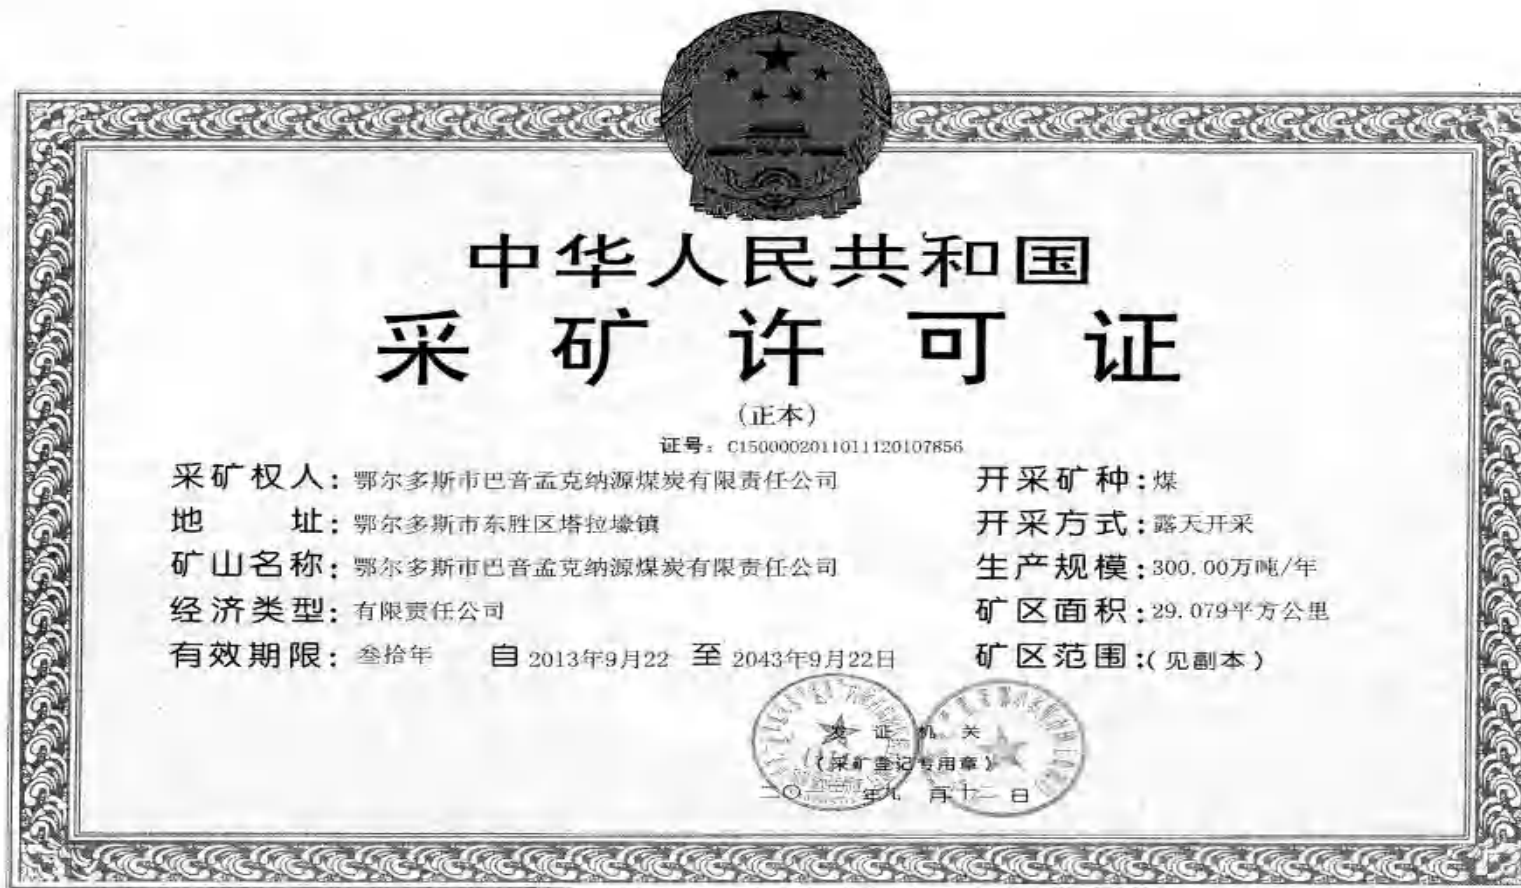 中华人民共和国
采矿许可证
(正本)
证号：C1500002011011120107856
采矿权人：鄂尔多斯市巴音孟克纳源煤炭有限责任公司 开采矿种：煤
地址：鄂尔多斯市东胜区塔拉壕镇 开采方式：露天开采
矿山名称：鄂尔多斯市巴音孟克纳源煤炭有限责任公司 生产规模：300.00万吨/年
经济类型：有限责任公司 矿区面积：29.079平方公里
有效期限：叁拾年 自2013年9月22 至2043年9月22日 矿区范围：(见副本)
发证机关
(采矿登记专用章)
年九月十二日